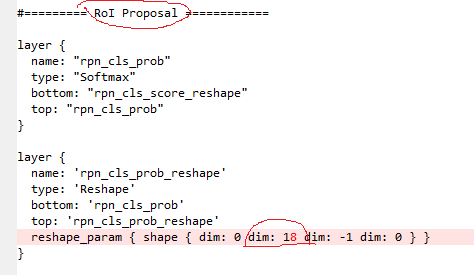 #========= RoI Proposal ============
layer {
name: "rpn_cls_prob"
type: "Softmax"
bottom: "rpn_cls_score_reshape"
top: "rpn_cls_prob"
}
layer {
name: 'rpn_cls_prob_reshape'
type: 'Reshape'
bottom: 'rpn_cls_prob'
top: 'rpn_cls_prob_reshape'
reshape_param { shape { dim: 0 dim: 18 dim: -1 dim: 0 } }
}